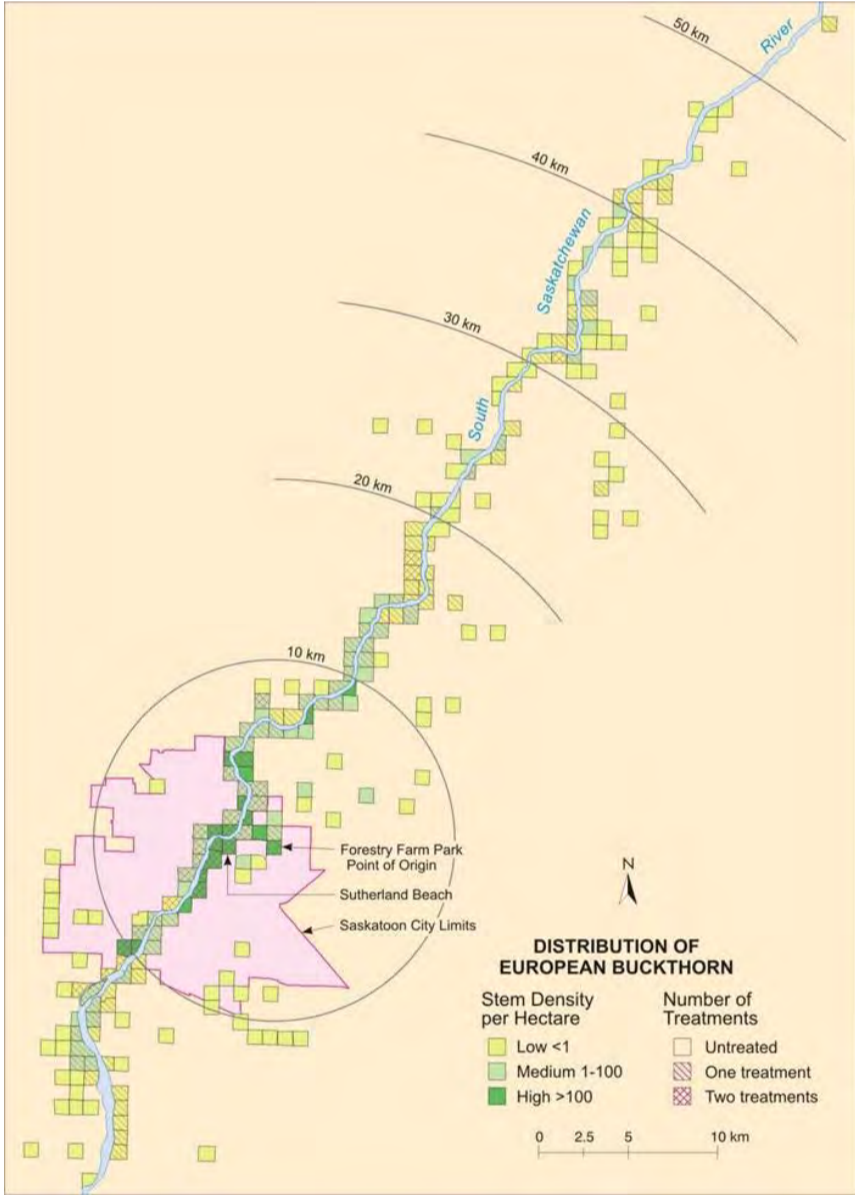 50 km
River
40 km
Saskatchewan
30 km
South
20 km
10 km
Forestry Farm Park
Point of Origin
Sutherland Beach
Saskatoon City Limits
N
DISTRIBUTION OF
EUROPEAN BUCKTHORN
Stem Density
per Hectare
Low <1
Medium 1-100
High >100
Number of
Treatments
Untreated
One treatment
Two treatments
0 2.5 5 10 km